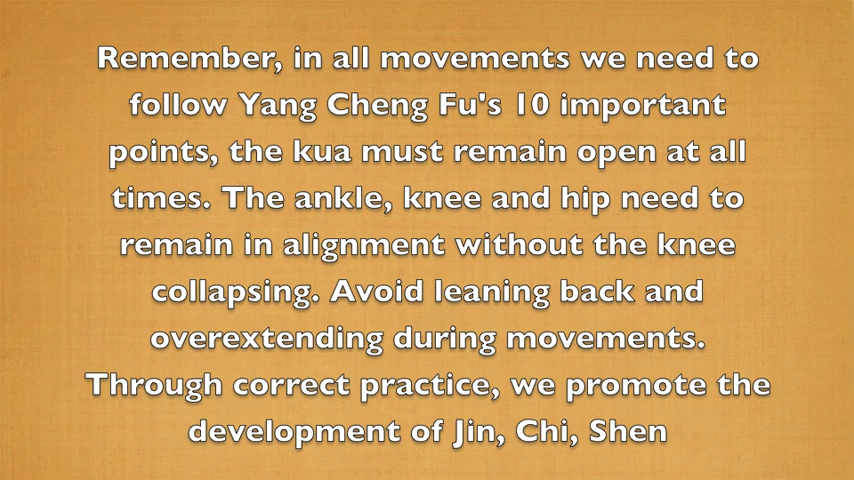 Remember, in all movements we need to
follow Yang Cheng Fu's 10 important
points, the kua must remain open at all
times. The ankle, knee and hip need to
remain in alignment without the knee
collapsing. Avoid leaning back and
overextending during movements.
Through correct practice, we promote the
development of Jin, Chi, Shen